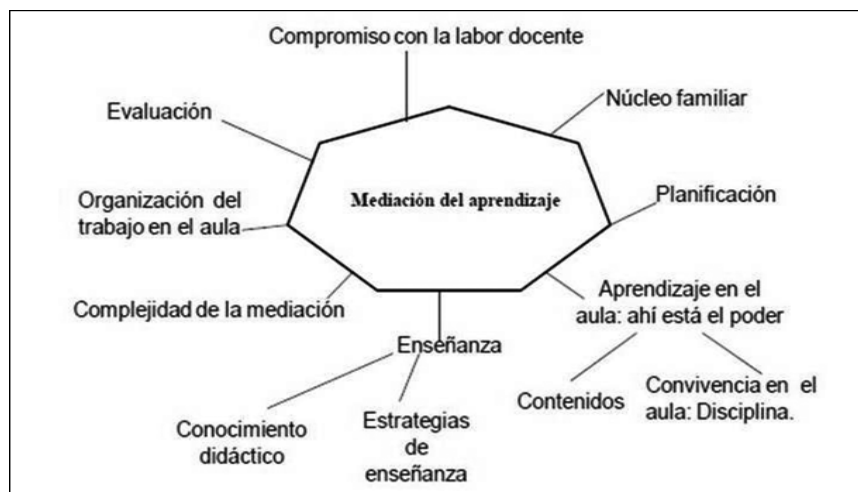 Compromiso con la labor docente
Núcleo familiar
Evaluación
Mediación del aprendizaje
Planificación
Organización del
trabajo en el aula
Complejidad de la mediación
Aprendizaje en el
aula: ahí está el poder
Enseñanza
Contenidos
Convivencia en el
aula: Disciplina.
Conocimiento
didáctico
Estrategias
de
enseñanza